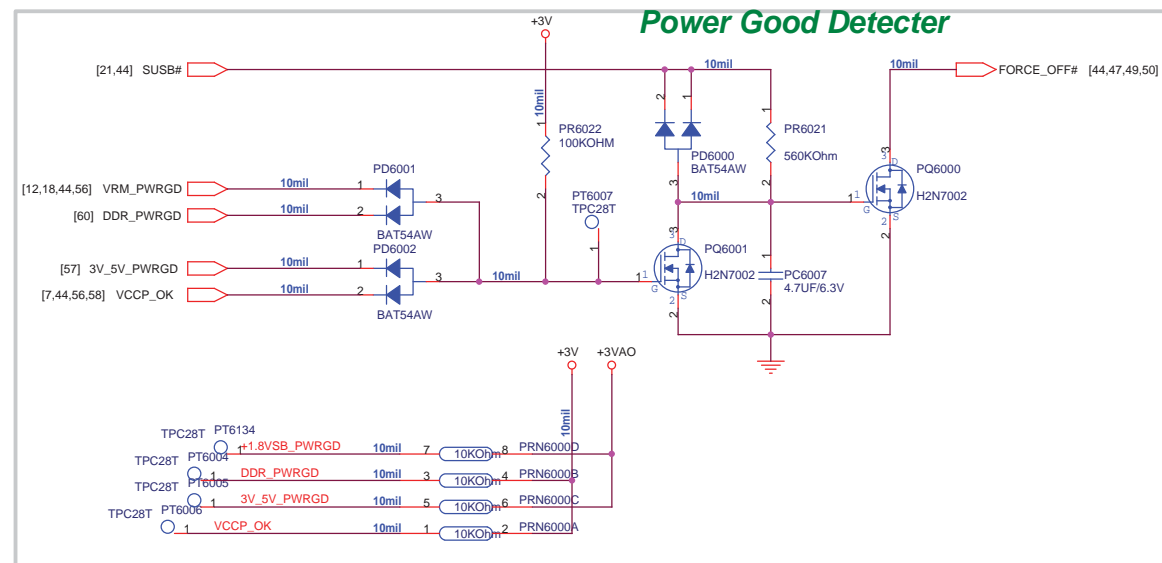 Power Good Detecter
+3V
[21,44] SUSB#
10mil
FORCE_OFF# [44,47,49,50]
10mil
10mil
2
1
1
1
PR6022
100KOHM
PR6021
560KOhm
PD6000
BAT54AW
3
2
2
3
D
PQ6000
H2N7002
1
G
S
2
[12,18,44,56] VRM_PWRGD
10mil
1
PD6001
3
[60] DDR_PWRGD
10mil
2
BAT54AW
PT6007
TPC28T
1
10mil
PD6002
[57] 3V_5V_PWRGD
10mil
1
3
10mil
[7,44,56,58] VCCP_OK
10mil
2
BAT54AW
3
D
PQ6001
H2N7002
1
G
S
2
1
PC6007
4.7UF/6.3V
2
+3V
+3VAO
10mil
TPC28T PT6134
1
+1.8VSB_PWRGD
10mil
7
10KOhm
8
PRN6000D
TPC28T PT6004
1
DDR_PWRGD
10mil
3
10KOhm
4
PRN6000B
TPC28T PT6005
1
3V_5V_PWRGD
10mil
5
10KOhm
6
PRN6000C
TPC28T PT6006
1
VCCP_OK
10mil
1
10KOhm
2
PRN6000A